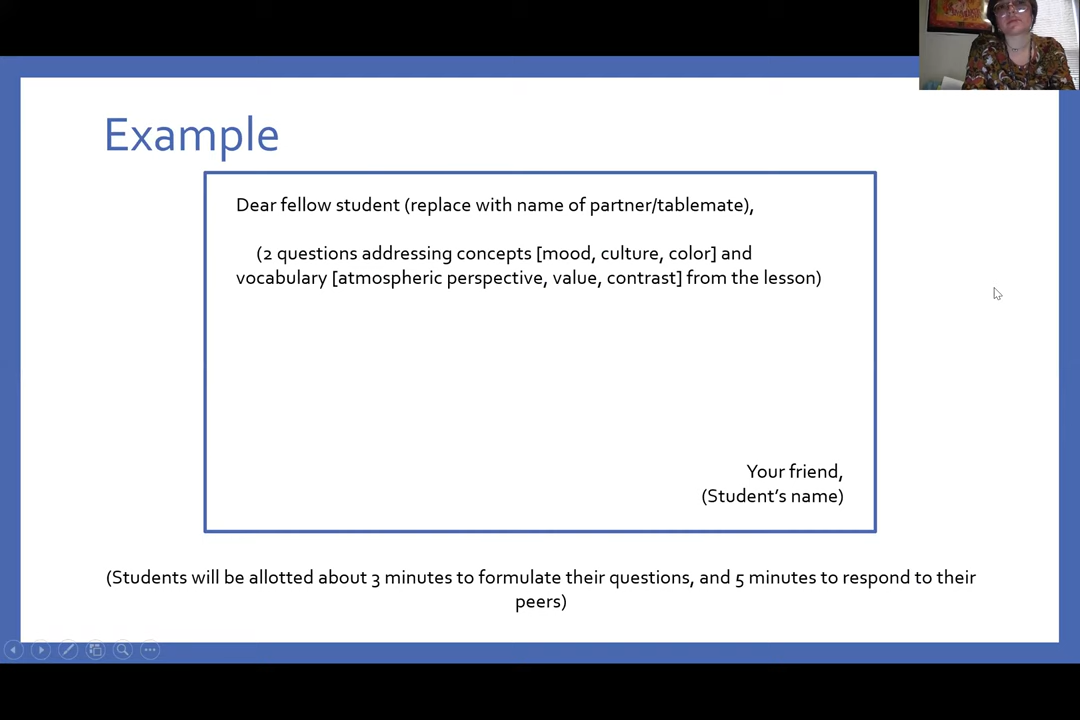 Example
Dear fellow student (replace with name of partner/tablemate),
(2 questions addressing concepts [mood, culture, color] and
vocabulary [atmospheric perspective, value, contrast] from the lesson)
Your friend,
(Student's name)
(Students will be allotted about 3 minutes to formulate their questions, and 5 minutes to respond to their
peers)